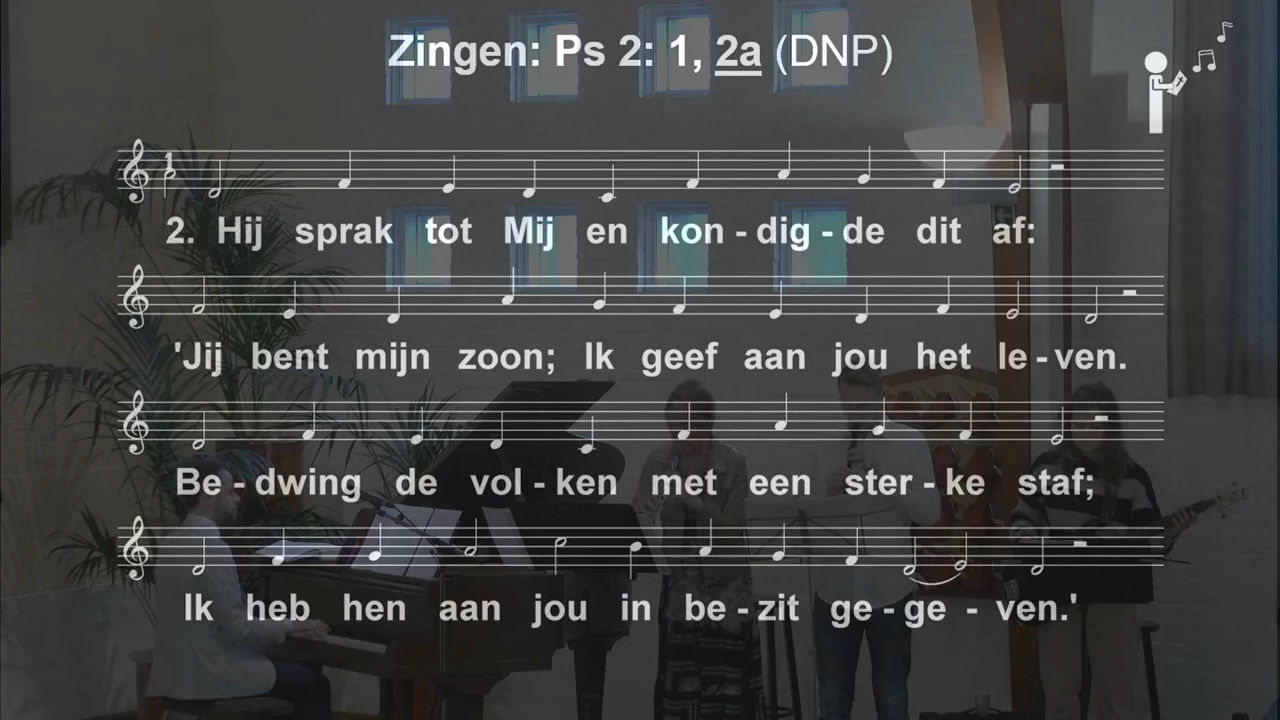 Zingen: Ps 2: 1, 2a (DNP)
2. Hij sprak tot Mij en kon - dig - de dit af:
'Jij bent mijn zoon; Ik geef aan jou het le - ven.
Be - dwing de vol - ken met een ster - ke staf;
Ik heb hen aan jou in be - zit ge - ge - ven.'